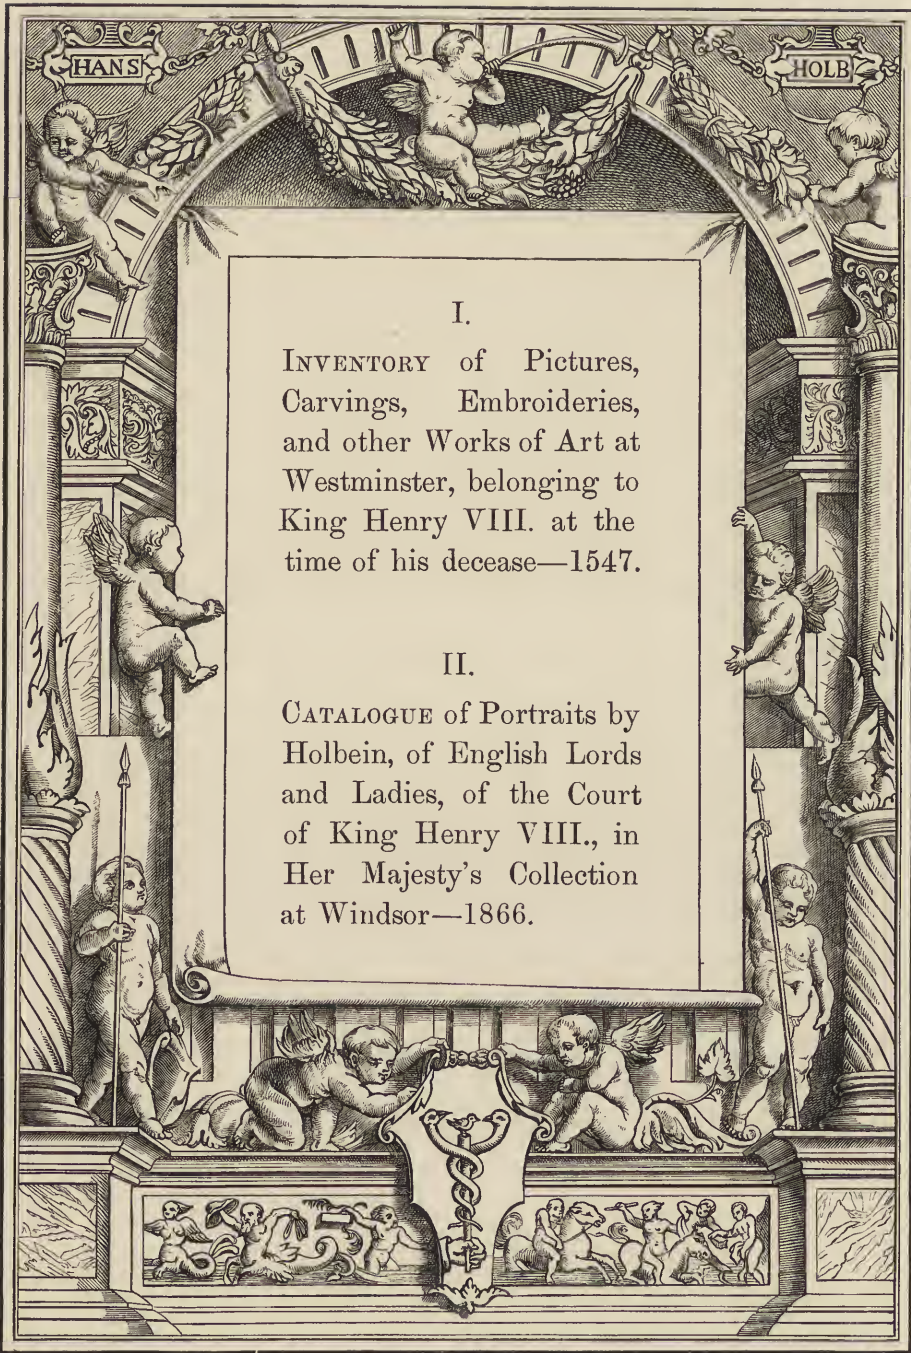 HANS
HOLB
I.
INVENTORY of Pictures,
Carvings, Embroideries,
and other Works of Art at
Westminster, belonging to
King Henry VIII. at the
time of his decease—1547.
II.
CATALOGUE of Portraits by
Holbein, of English Lords
and Ladies, of the Court
of King Henry VIII., in
Her Majesty's Collection
at Windsor—1866.